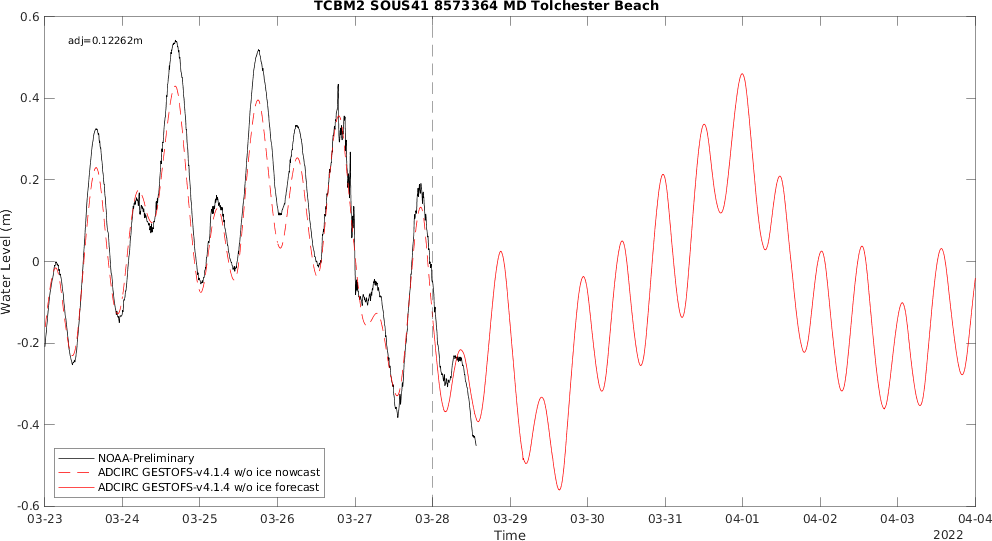 TCBM2 SOUS41 8573364 MD Tolchester Beach
adj=0.12262m
0.6
0.4
0.2
0
-0.2
-0.4
-0.6
Water Level (m)
NOAA-Preliminary
ADCIRC GESTOFS-v4.1.4 w/o ice nowcast
ADCIRC GESTOFS-v4.1.4 w/o ice forecast
03-23 03-24 03-25 03-26 03-27 03-28 03-29 03-30 03-31 04-01 04-02 04-03 04-04
Time
2022